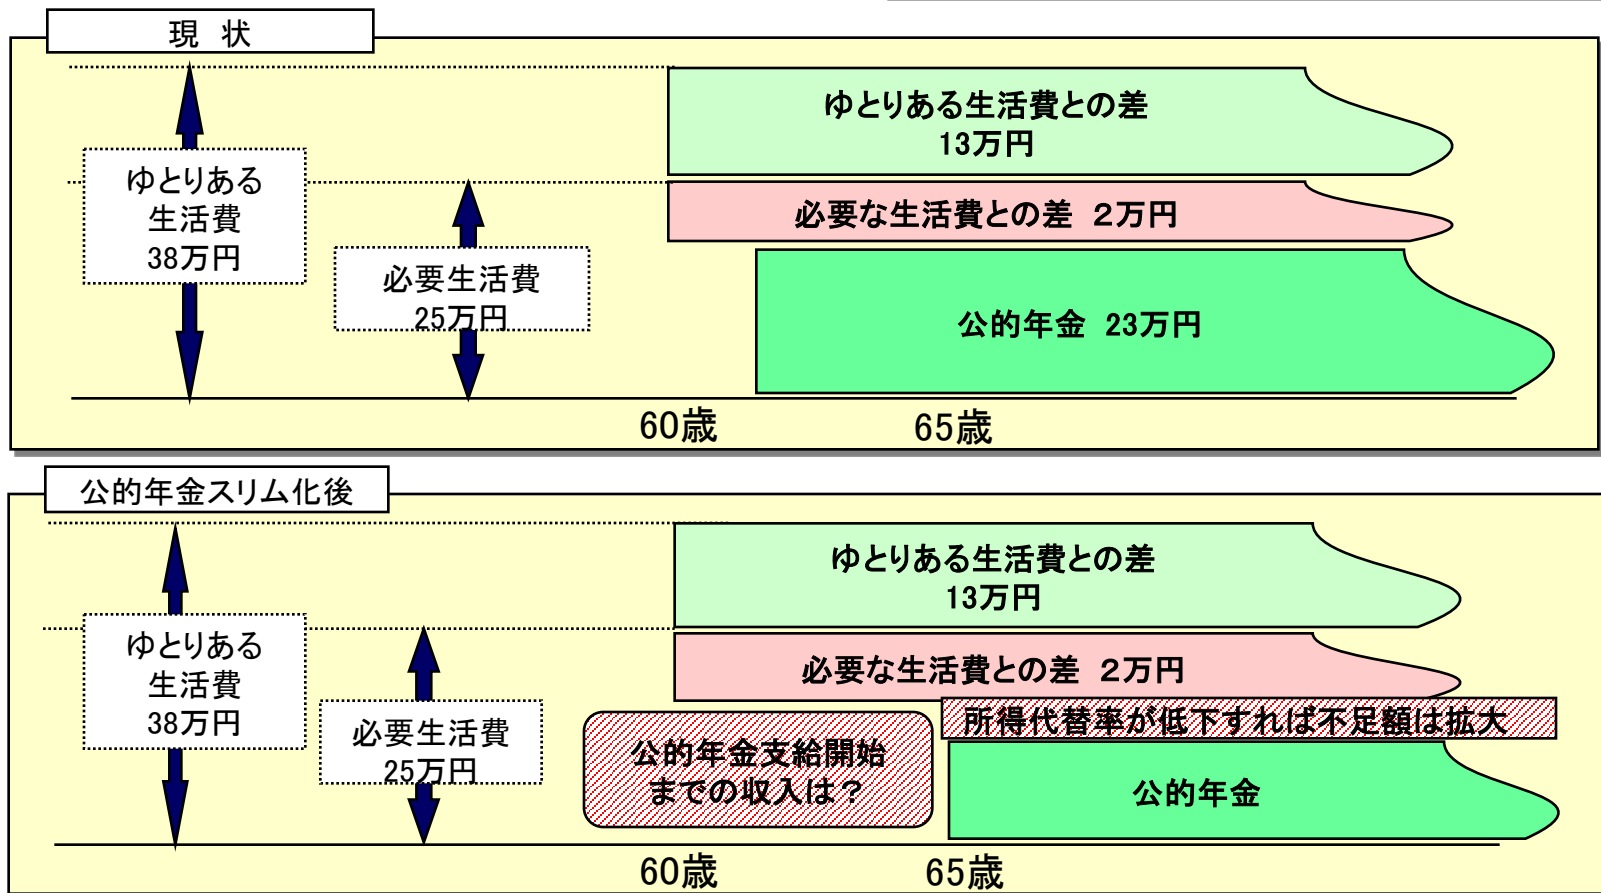 現 状
ゆとりある生活費との差
13万円
ゆとりある
生活費
38万円
必要な生活費との差 2万円
必要生活費
25万円
公的年金 23万円
60歳
65歳
公的年金スリム化後
ゆとりある生活費との差
13万円
ゆとりある
生活費
38万円
必要な生活費との差 2万円
所得代替率が低下すれば不足額は拡大
必要生活費
25万円
公的年金支給開始
までの収入は?
公的年金
60歳
65歳